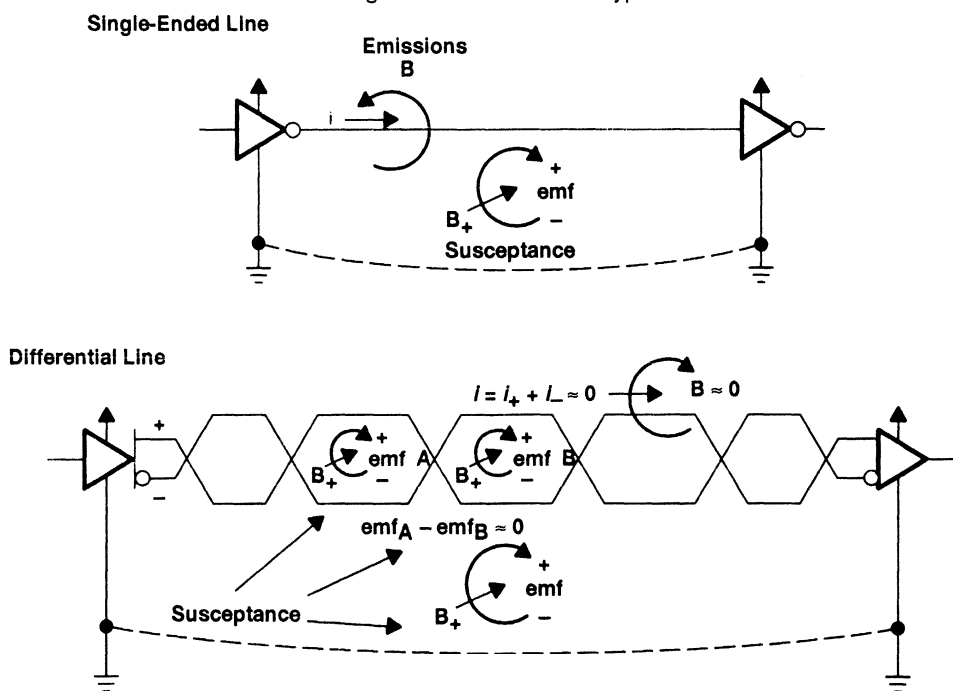 Single-Ended Line
Emissions
B
i
+
emf
B+
–
Susceptance
Differential Line
i = i+ + i– ≈ 0
B ≈ 0
+
–
+
emf A
B+
–
+
emf B
B+
–
emfA – emfB ≈ 0
+
emf
B+
–
Susceptance